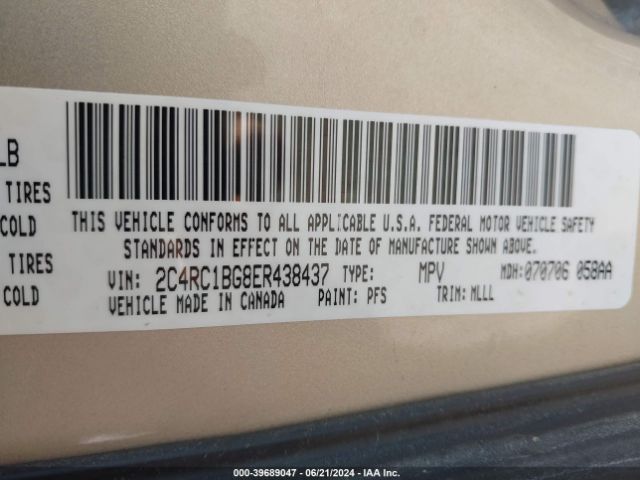 LB
TIRES
COLD
TIRES
COLD
THIS VEHICLE CONFORMS TO ALL APPLICABLE U.S.A. FEDERAL MOTOR VEHICLE SAFETY
STANDARDS IN EFFECT ON THE DATE OF MANUFACTURE SHOWN ABOVE.
VIN: 2C4RC1BG8ER438437 TYPE: MPV MDH: 070706 058AA
VEHICLE MADE IN CANADA PAINT: PFS TRIM: MLLL
000-39689047 | 06/21/2024 | IAA Inc.